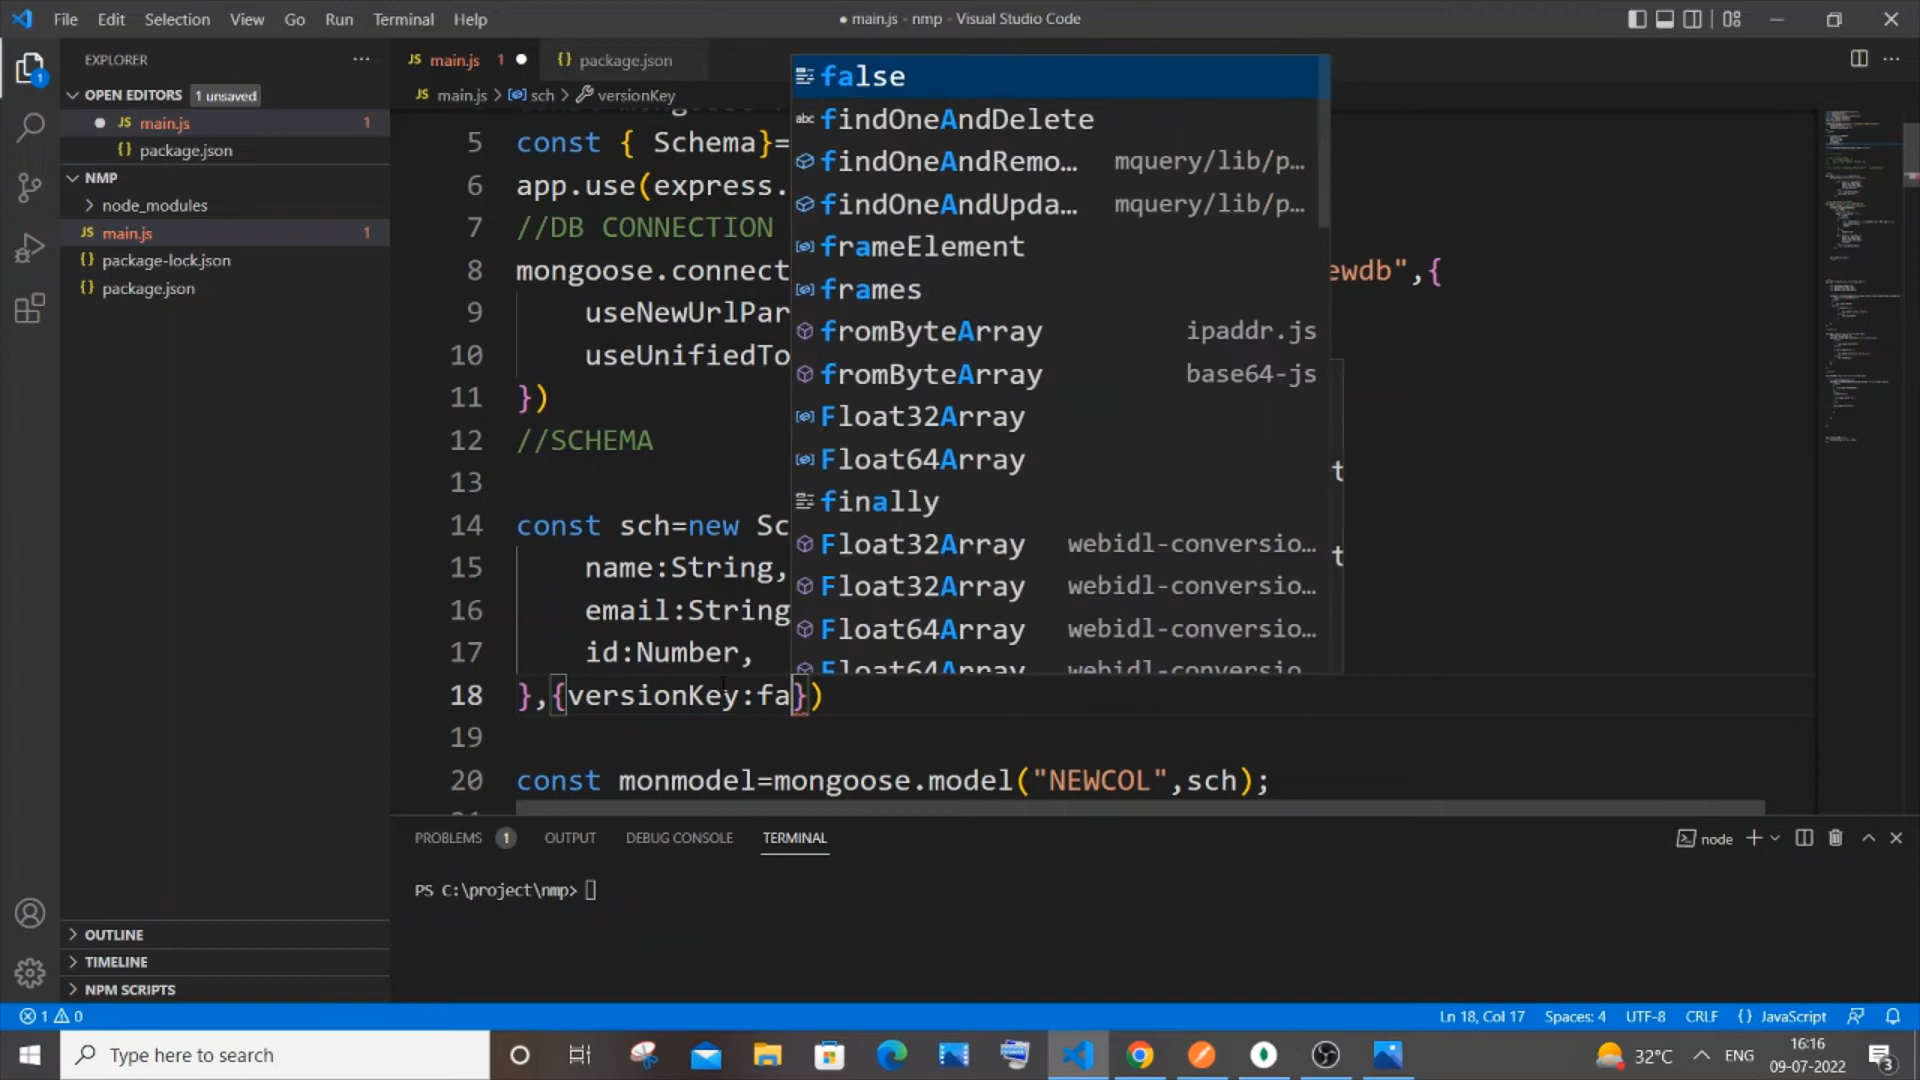 File Edit Selection View Go Run Terminal Help
● main.js - nmp - Visual Studio Code
EXPLORER
OPEN EDITORS 1 unsaved
JS main.js 1
{} package.json
NMP
node_modules
JS main.js 1
{} package-lock.json
{} package.json
OUTLINE
TIMELINE
NPM SCRIPTS
JS main.js 1 ●
{} package.json
JS main.js > sch > versionKey
5 const { Schema}=
6 app.use(express.
7 //DB CONNECTION
8 mongoose.connect ewdb",{
9 useNewUrlPar
10 useUnifiedTo
11 })
12 //SCHEMA
13
14 const sch=new Sc
15 name:String,
16 email:String
17 id:Number,
18 },{versionKey:fa})
19
20 const monmodel=mongoose.model("NEWCOL",sch);
false
abc findOneAndDelete
findOneAndRemo… mquery/lib/p…
findOneAndUpda… mquery/lib/p…
frameElement
frames
fromByteArray ipaddr.js
fromByteArray base64-js
Float32Array
Float64Array
finally
Float32Array webidl-conversio…
Float32Array webidl-conversio…
Float64Array webidl-conversio…
Float64Array webidl-conversio…
t
t
PROBLEMS 1 OUTPUT DEBUG CONSOLE TERMINAL
node
PS C:\project\nmp>
1 0
Ln 18, Col 17 Spaces: 4 UTF-8 CRLF {} JavaScript
Type here to search
32°C ENG
16:16
09-07-2022
3